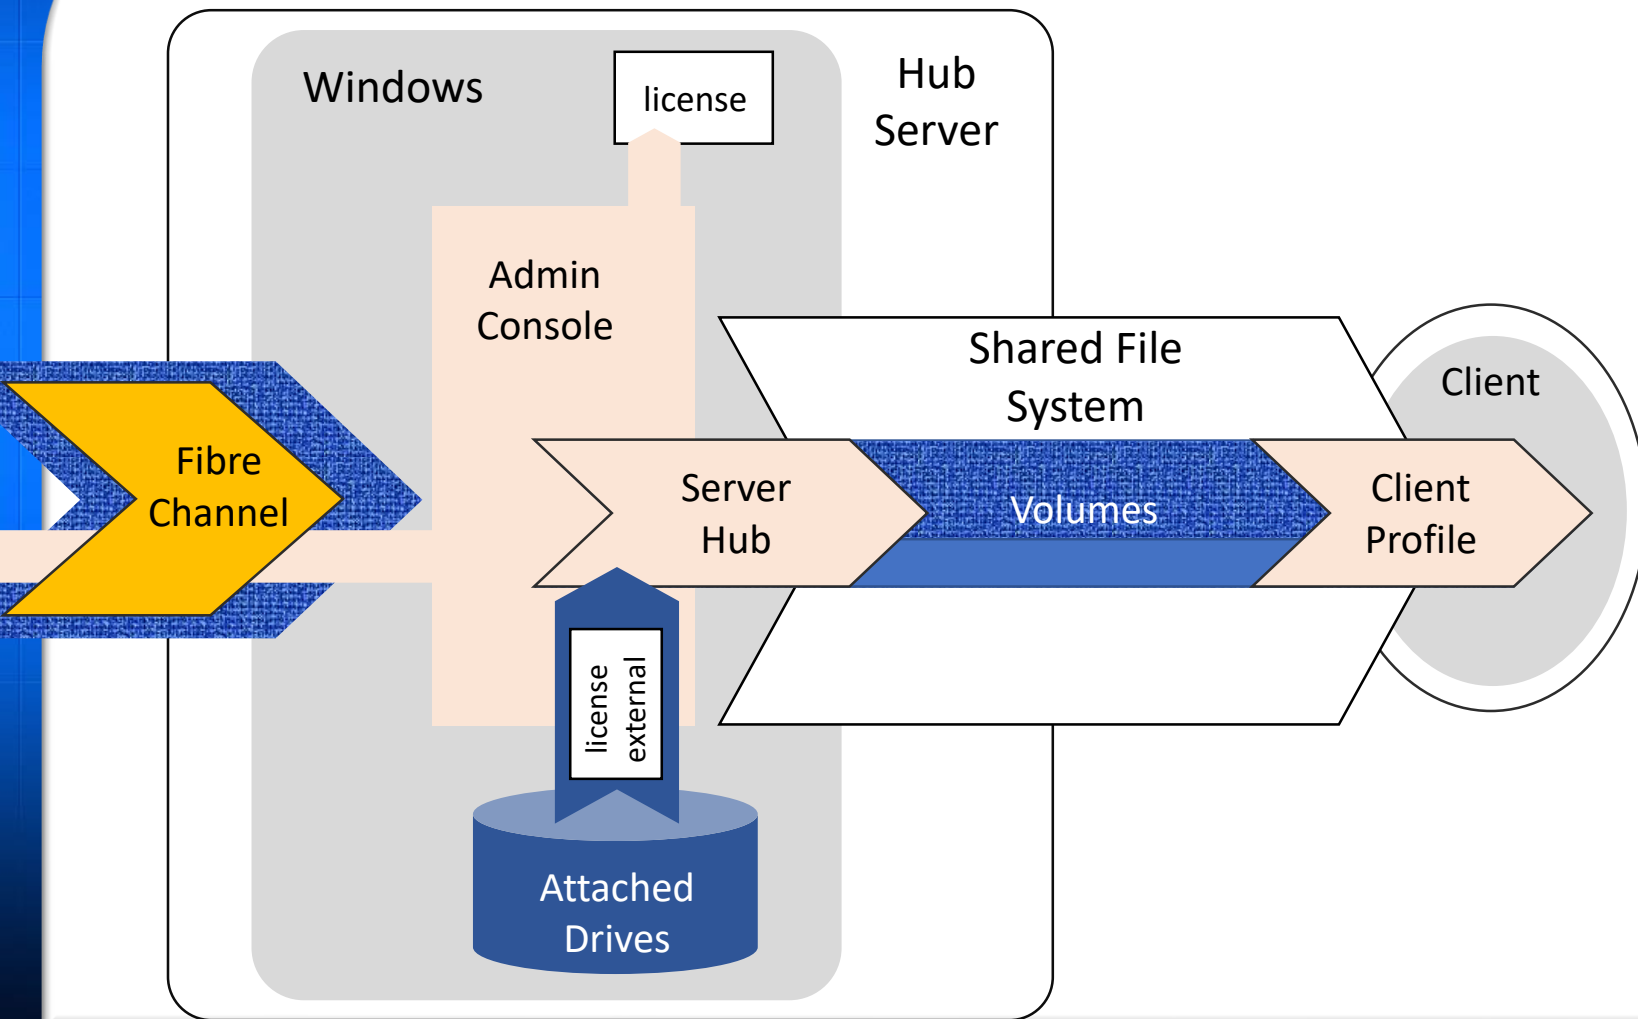 Windows
license
Hub
Server
Admin
Console
Shared File
System
Client
Fibre
Channel
Server
Hub
Volumes
Client
Profile
license
external
Attached
Drives